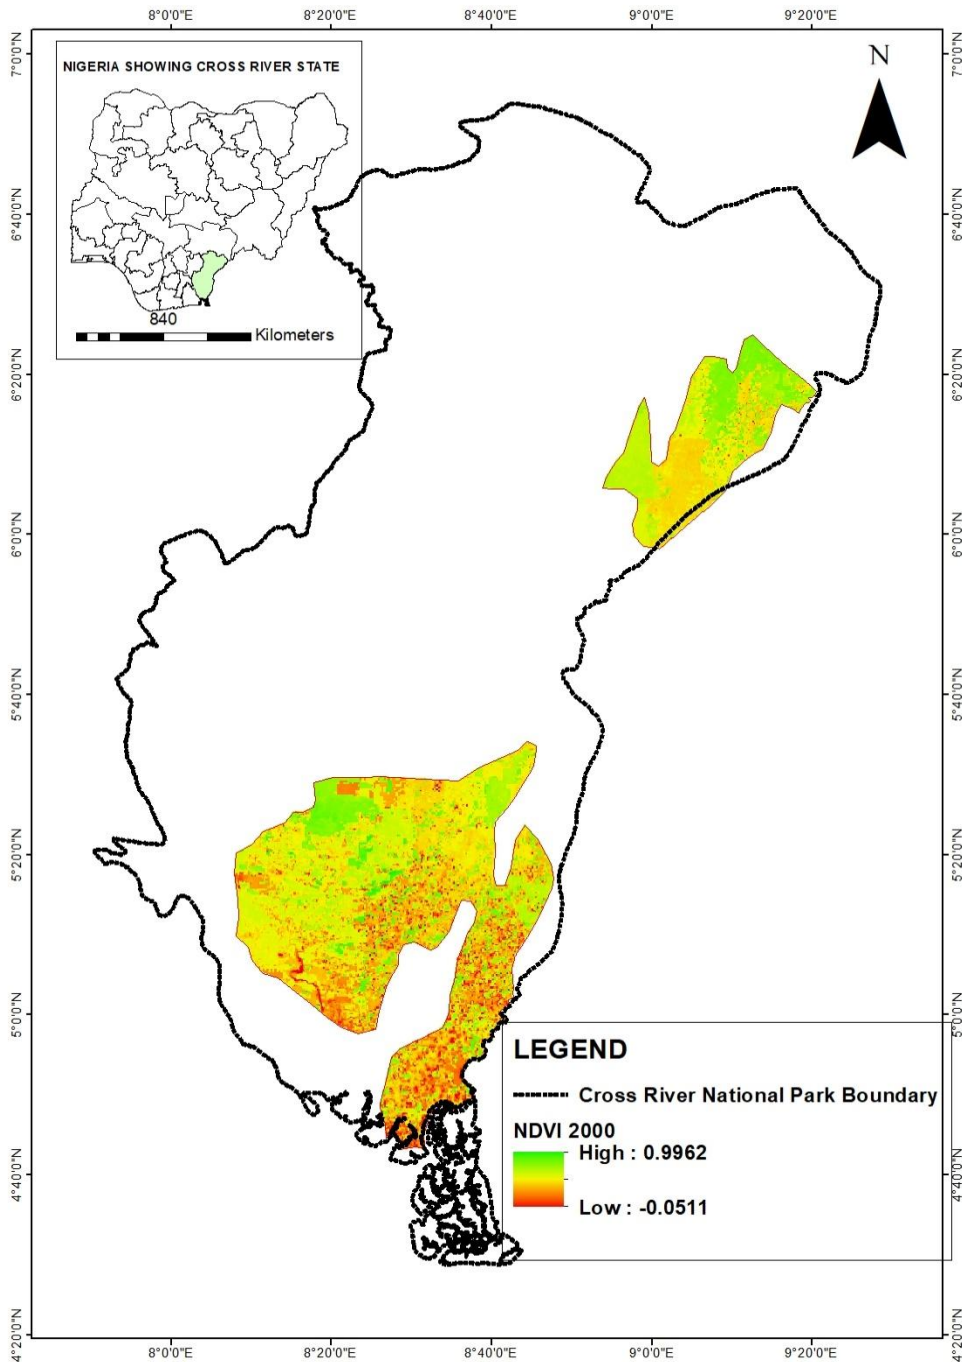 8°0'0"E 8°20'0"E 8°40'0"E 9°0'0"E 9°20'0"E
NIGERIA SHOWING CROSS RIVER STATE
840
Kilometers
N
7°0'0"N 7°0'0"N
6°40'0"N 6°40'0"N
6°20'0"N 6°20'0"N
6°0'0"N 6°0'0"N
5°40'0"N 5°40'0"N
5°20'0"N 5°20'0"N
5°0'0"N 5°0'0"N
4°40'0"N 4°40'0"N
4°20'0"N 4°20'0"N
LEGEND
Cross River National Park Boundary
NDVI 2000
High : 0.9962
Low : -0.0511
8°0'0"E 8°20'0"E 8°40'0"E 9°0'0"E 9°20'0"E